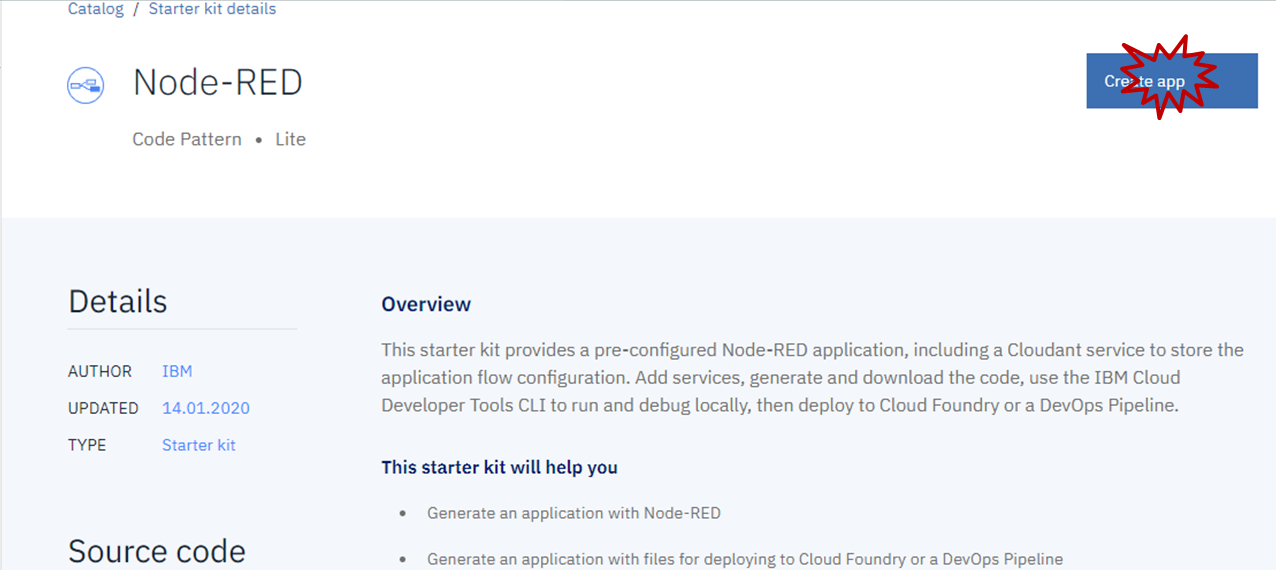 Catalog / Starter kit details
Node-RED
Create app
Code Pattern • Lite
Details
AUTHOR IBM
UPDATED 14.01.2020
TYPE Starter kit
Source code
Overview
This starter kit provides a pre-configured Node-RED application, including a Cloudant service to store the
application flow configuration. Add services, generate and download the code, use the IBM Cloud
Developer Tools CLI to run and debug locally, then deploy to Cloud Foundry or a DevOps Pipeline.
This starter kit will help you
• Generate an application with Node-RED
• Generate an application with files for deploying to Cloud Foundry or a DevOps Pipeline